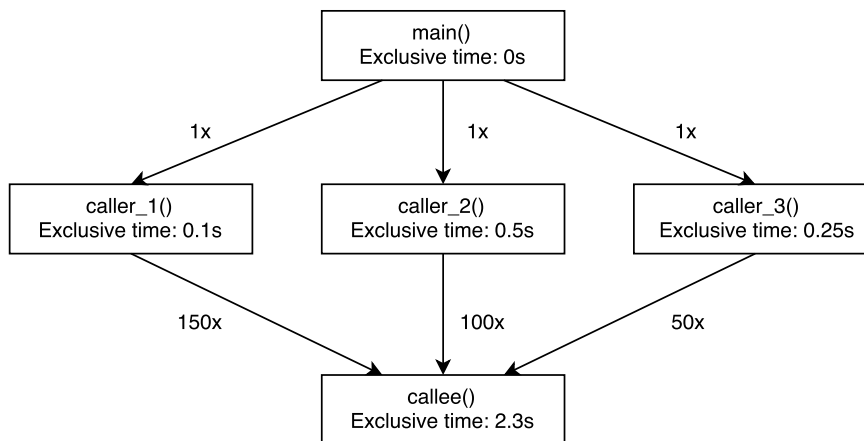 main()
Exclusive time: 0s
1x
1x
1x
caller_1()
Exclusive time: 0.1s
caller_2()
Exclusive time: 0.5s
caller_3()
Exclusive time: 0.25s
150x
100x
50x
callee()
Exclusive time: 2.3s